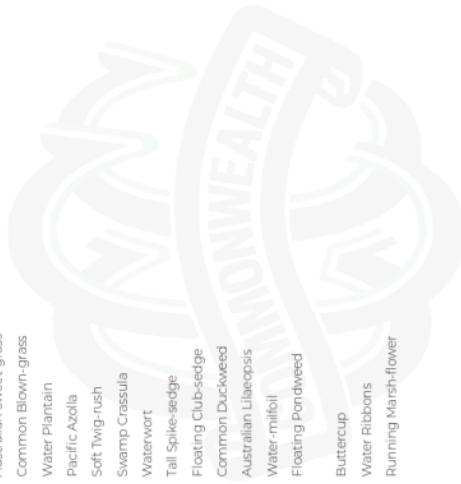 COMMONWEALTH
Common Blown-grass
Water Plantain
Pacific Azolla
Soft Twig-rush
Swamp Crassula
Waterwort
Tall Spike-sedge
Floating Club-sedge
Common Duckweed
Australian Lilaeopsis
Water-milfoil
Floating Pondweed
Buttercup
Water Ribbons
Running Marsh-flower